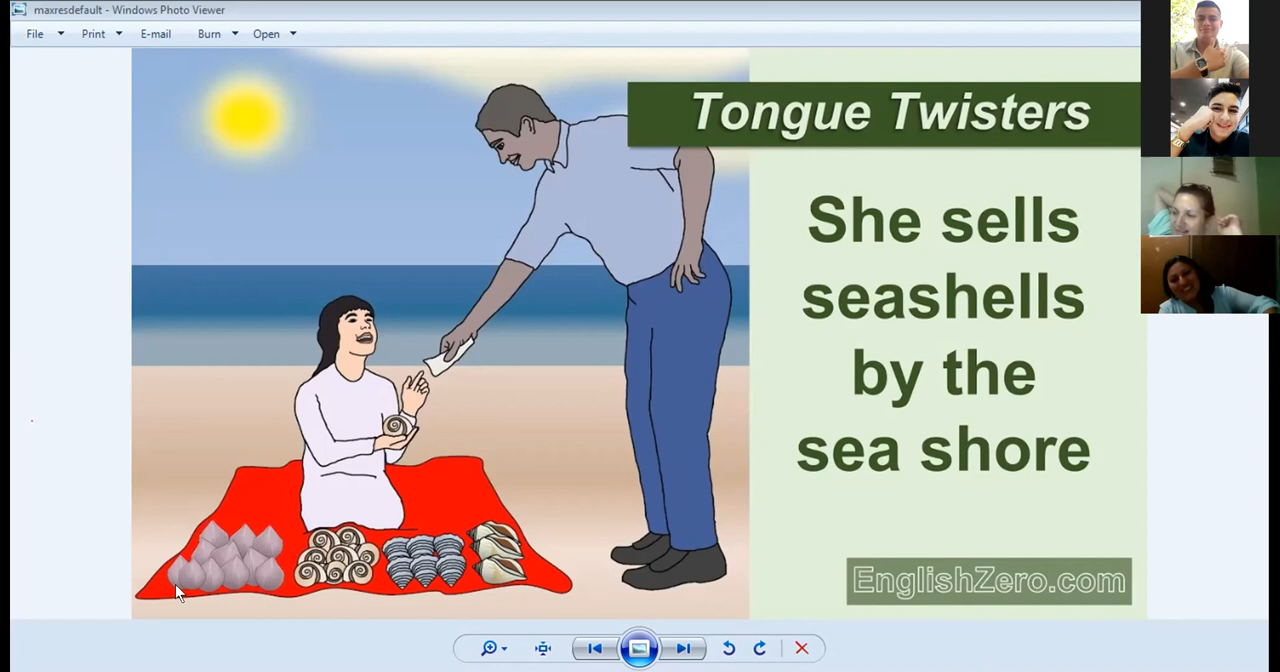 maxresdefault - Windows Photo Viewer
File Print E-mail Burn Open
Tongue Twisters
She sells
seashells
by the
sea shore
EnglishZero.com